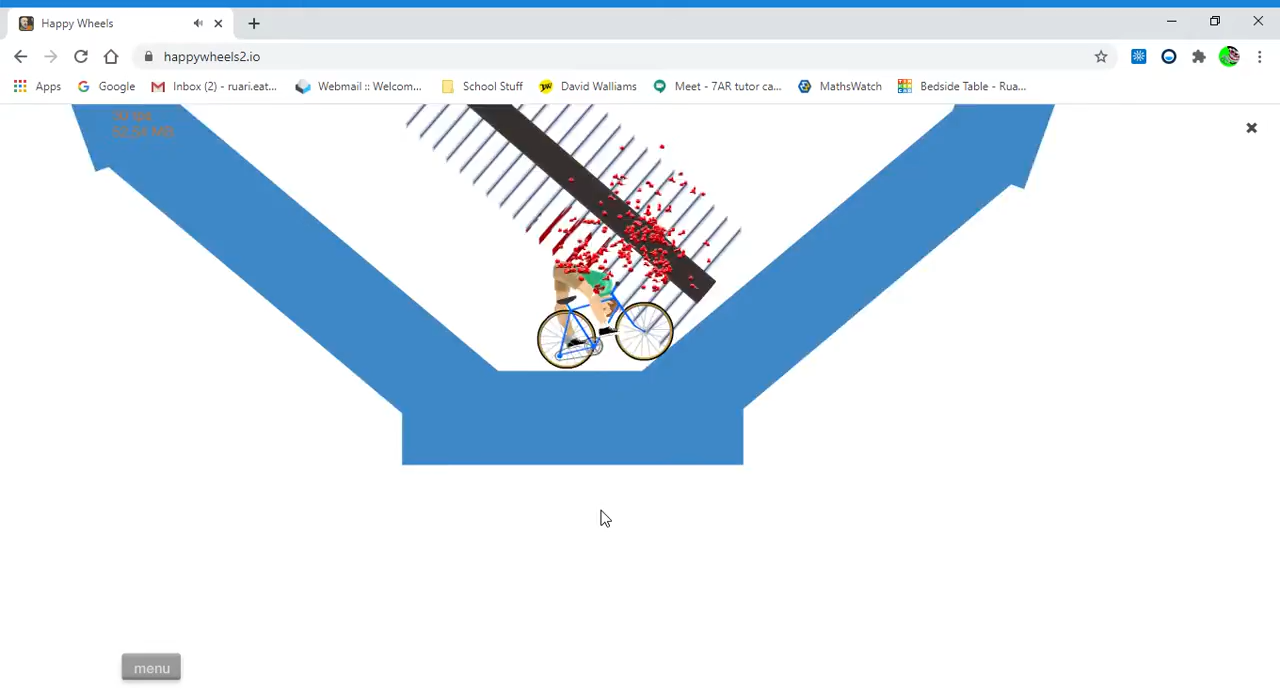 Happy Wheels
happywheels2.io
Apps Google Inbox (2) - ruari.eat... Webmail :: Welcom... School Stuff David Walliams Meet - 7AR tutor ca... MathsWatch Bedside Table - Rua...
menu